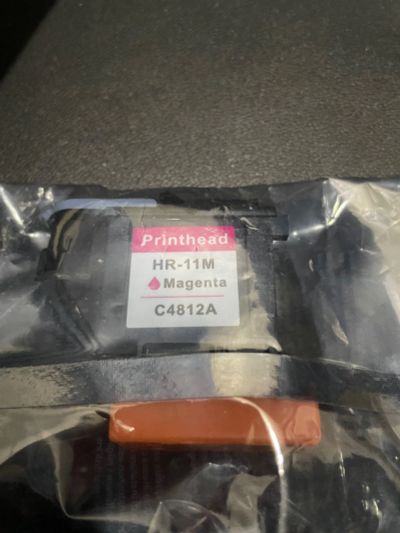 Printhead
HR-11M
Magenta
C4812A